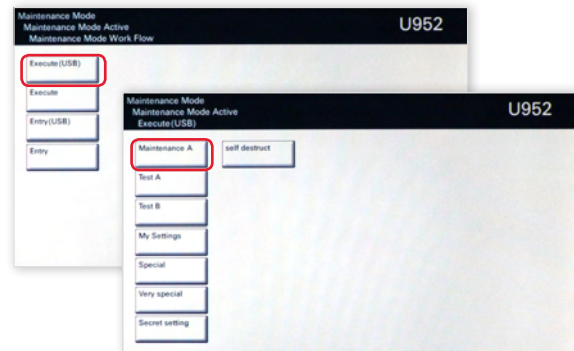 Maintenance Mode
Maintenance Mode Active
Maintenance Mode Work Flow
U952
Execute(USB)
Execute
Entry(USB)
Entry
Maintenance Mode
Maintenance Mode Active
Execute(USB)
U952
Maintenance A
self destruct
Test A
Test B
My Settings
Special
Very special
Secret setting